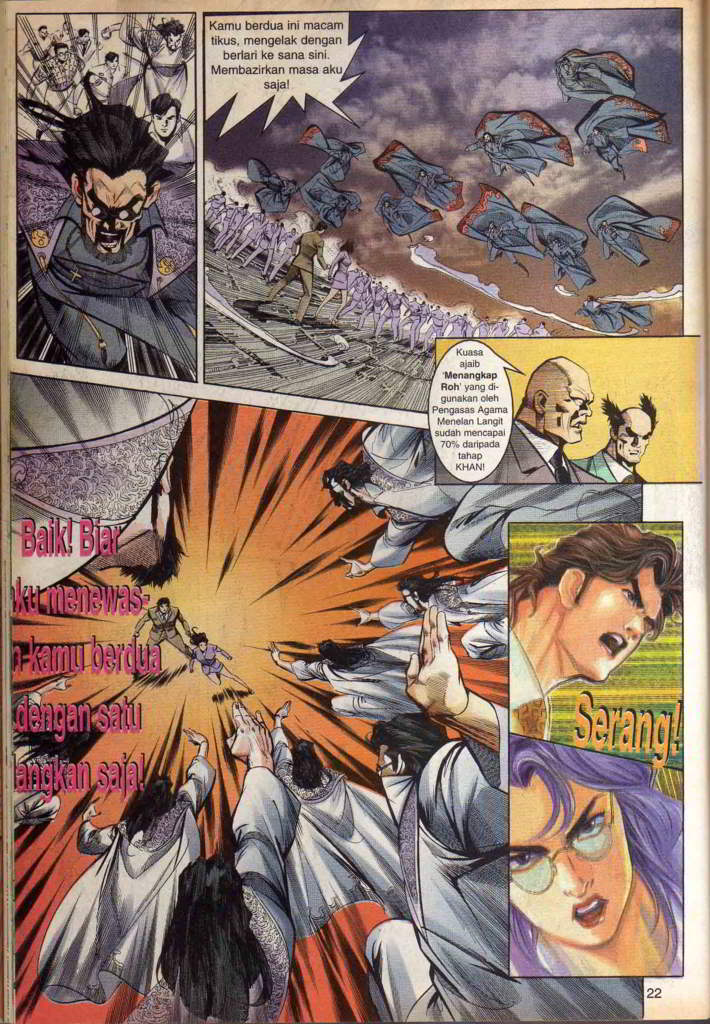 Kamu berdua ini macam
tikus, mengelak dengan
berlari ke sana sini.
Membazirkan masa aku
saja!
Kuasa
ajaib
'Menangkap
Roh' yang di-
gunakan oleh
Pengasas Agama
Menelan Langit
sudah mencapai
70% daripada
tahap
KHAN!
Baik! Biar
ku menewas-
n kamu berdua
dengan satu
langkan saja!
Serang!
22